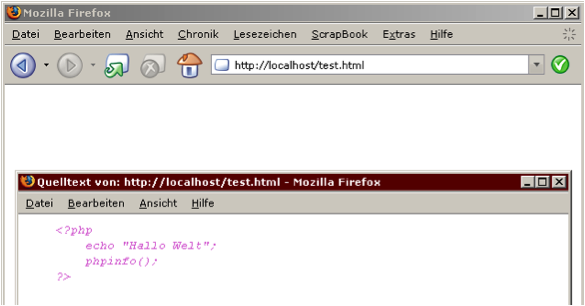 Mozilla Firefox
Datei Bearbeiten Ansicht Chronik Lesezeichen ScrapBook Extras Hilfe
http://localhost/test.html
Quelltext von: http://localhost/test.html - Mozilla Firefox
Datei Bearbeiten Ansicht Hilfe
<?php
echo "Hallo Welt";
phpinfo();
?>